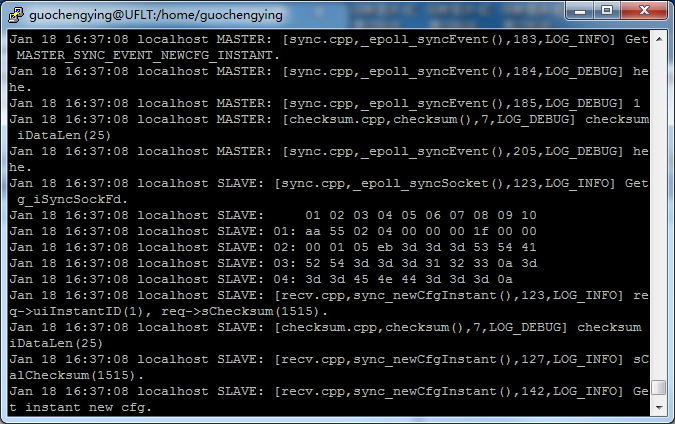 guochengying@UFLT:/home/guochengying
Jan 18 16:37:08 localhost MASTER: [sync.cpp,_epoll_syncEvent(),183,LOG_INFO] Get
 MASTER_SYNC_EVENT_NEWCFG_INSTANT.
Jan 18 16:37:08 localhost MASTER: [sync.cpp,_epoll_syncEvent(),184,LOG_DEBUG] he
he.
Jan 18 16:37:08 localhost MASTER: [sync.cpp,_epoll_syncEvent(),185,LOG_DEBUG] 1
Jan 18 16:37:08 localhost MASTER: [checksum.cpp,checksum(),7,LOG_DEBUG] checksum
 iDataLen(25)
Jan 18 16:37:08 localhost MASTER: [sync.cpp,_epoll_syncEvent(),205,LOG_DEBUG] he
he.
Jan 18 16:37:08 localhost SLAVE: [sync.cpp,_epoll_syncSocket(),123,LOG_INFO] Get
 g_iSyncSockFd.
Jan 18 16:37:08 localhost SLAVE:     01 02 03 04 05 06 07 08 09 10
Jan 18 16:37:08 localhost SLAVE: 01: aa 55 02 04 00 00 00 1f 00 00
Jan 18 16:37:08 localhost SLAVE: 02: 00 01 05 eb 3d 3d 3d 53 54 41
Jan 18 16:37:08 localhost SLAVE: 03: 52 54 3d 3d 3d 31 32 33 0a 3d
Jan 18 16:37:08 localhost SLAVE: 04: 3d 3d 45 4e 44 3d 3d 3d 0a
Jan 18 16:37:08 localhost SLAVE: [recv.cpp,sync_newCfgInstant(),123,LOG_INFO] re
q->uiInstantID(1), req->sChecksum(1515).
Jan 18 16:37:08 localhost SLAVE: [checksum.cpp,checksum(),7,LOG_DEBUG] checksum
iDataLen(25)
Jan 18 16:37:08 localhost SLAVE: [recv.cpp,sync_newCfgInstant(),127,LOG_INFO] sC
alChecksum(1515).
Jan 18 16:37:08 localhost SLAVE: [recv.cpp,sync_newCfgInstant(),142,LOG_INFO] Ge
t instant new cfg.